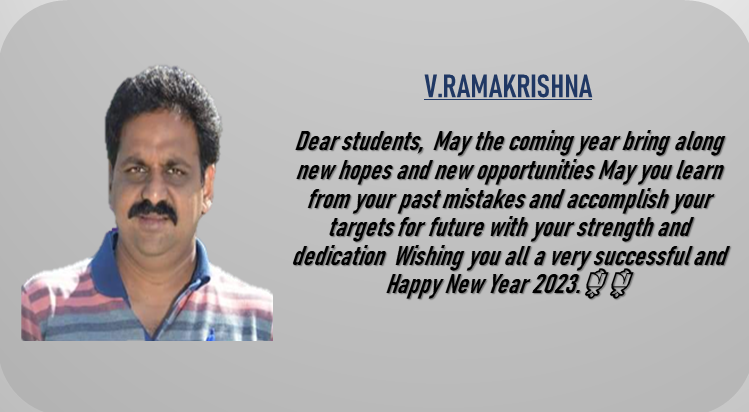 V.RAMAKRISHNA
Dear students,  May the coming year bring along
new hopes and new opportunities May you learn
from your past mistakes and accomplish your
targets for future with your strength and
dedication  Wishing you all a very successful and
Happy New Year 2023.🌹🌹